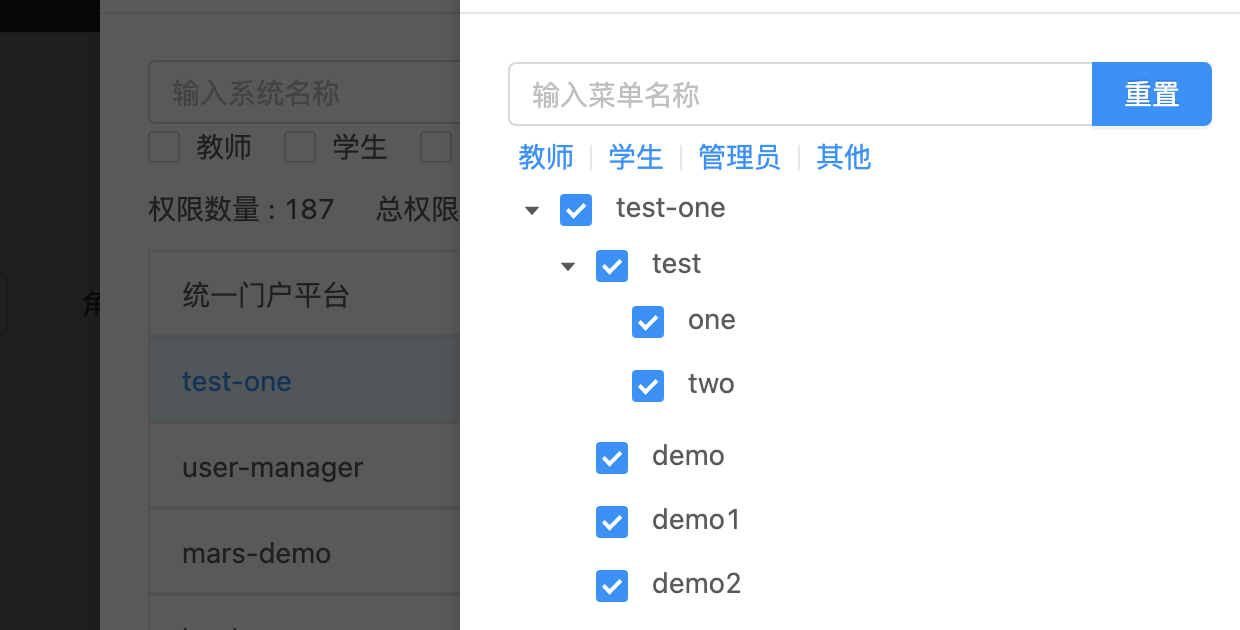 输入系统名称
教师 学生
权限数量：187 总权限
角
统一门户平台
test-one
user-manager
mars-demo
输入菜单名称 重置
教师 学生 管理员 其他
test-one
test
one
two
demo
demo1
demo2